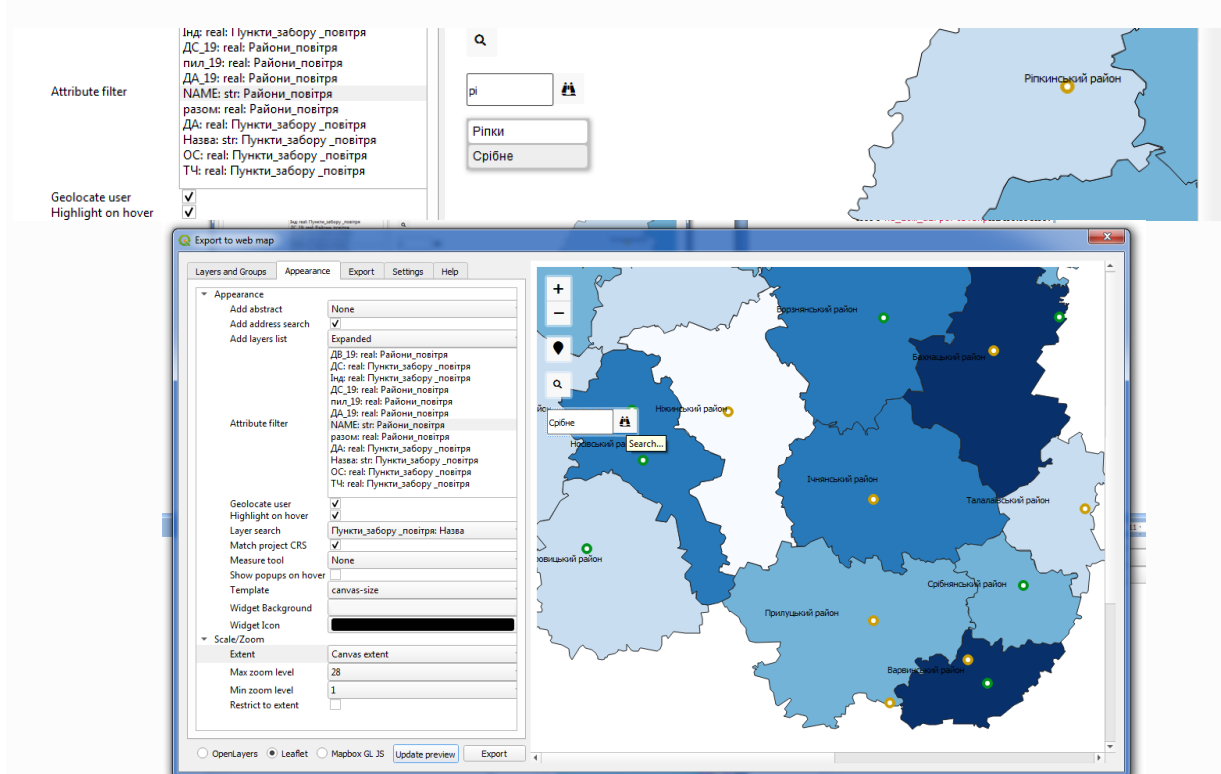 Інд: real: Пункти_забору _повітря
ДС_19: real: Райони_повітря
пил_19: real: Райони_повітря
ДА_19: real: Райони_повітря
Attribute filter
NAME: str: Райони_повітря
разом: real: Райони_повітря
ДА: real: Пункти_забору _повітря
Назва: str: Пункти_забору _повітря
ОС: real: Пункти_забору _повітря
ТЧ: real: Пункти_забору _повітря
Geolocate user
Highlight on hover
рі
Ріпки
Срібне
Ріпкинський район
Export to web map
Layers and Groups
Appearance
Export
Settings
Help
Appearance
Add abstract
None
Add address search
Add layers list
Expanded
ДВ_19: real: Райони_повітря
ДС: real: Пункти_забору _повітря
Інд: real: Пункти_забору _повітря
ДС_19: real: Райони_повітря
пил_19: real: Райони_повітря
ДА_19: real: Райони_повітря
Attribute filter
NAME: str: Райони_повітря
разом: real: Райони_повітря
ДА: real: Пункти_забору _повітря
Назва: str: Пункти_забору _повітря
ОС: real: Пункти_забору _повітря
ТЧ: real: Пункти_забору _повітря
Geolocate user
Highlight on hover
Layer search
Пункти_забору _повітря: Назва
Match project CRS
Measure tool
None
Show popups on hover
Template
canvas-size
Widget Background
Widget Icon
Scale/Zoom
Extent
Canvas extent
Max zoom level
28
Min zoom level
1
Restrict to extent
OpenLayers
Leaflet
Mapbox GL JS
Update preview
Export
+
−
Срібне
Search...
Борзнянський район
Бахмацький район
Ніжинський район
Ічнянський район
Талалаївський район
Срібнянський район
Прилуцький район
Варвинський район